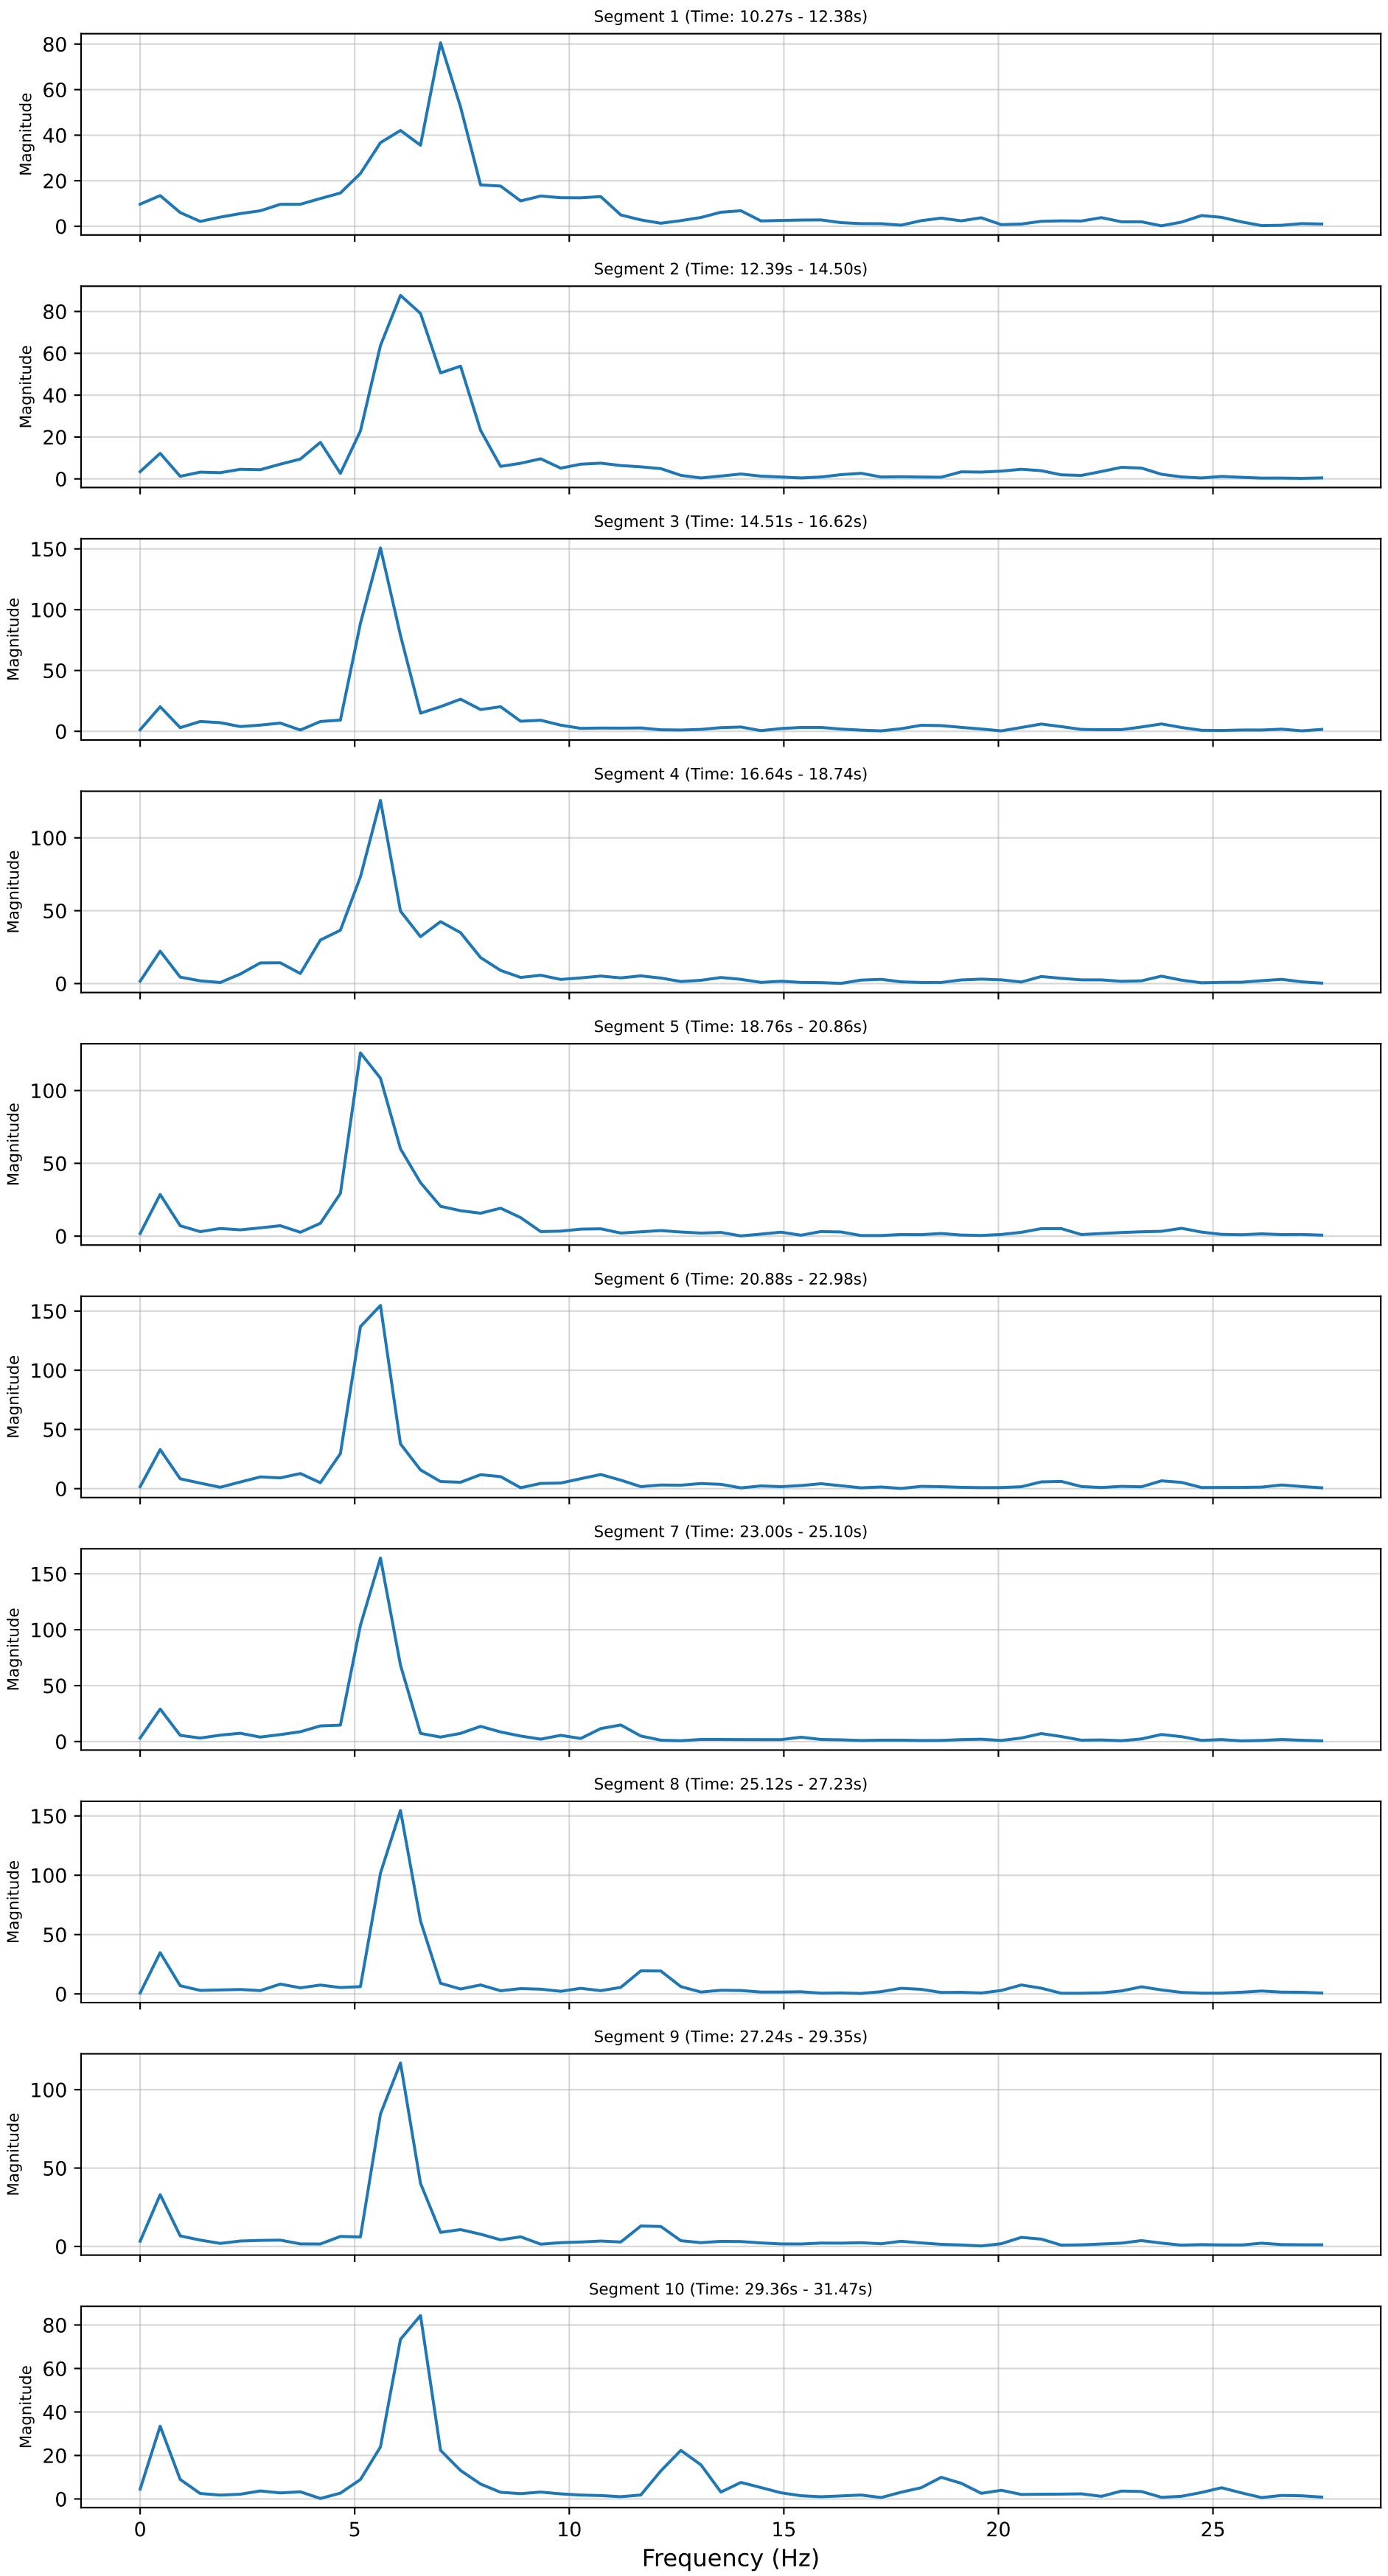 Segment 1 (Time: 10.27s - 12.38s)
80
60
40
20
0
Magnitude
Segment 2 (Time: 12.39s - 14.50s)
80
60
40
20
0
Magnitude
Segment 3 (Time: 14.51s - 16.62s)
150
100
50
0
Magnitude
Segment 4 (Time: 16.64s - 18.74s)
100
50
0
Magnitude
Segment 5 (Time: 18.76s - 20.86s)
100
50
0
Magnitude
Segment 6 (Time: 20.88s - 22.98s)
150
100
50
0
Magnitude
Segment 7 (Time: 23.00s - 25.10s)
150
100
50
0
Magnitude
Segment 8 (Time: 25.12s - 27.23s)
150
100
50
0
Magnitude
Segment 9 (Time: 27.24s - 29.35s)
100
50
0
Magnitude
Segment 10 (Time: 29.36s - 31.47s)
80
60
40
20
0
Magnitude
0 5 10 15 20 25
Frequency (Hz)